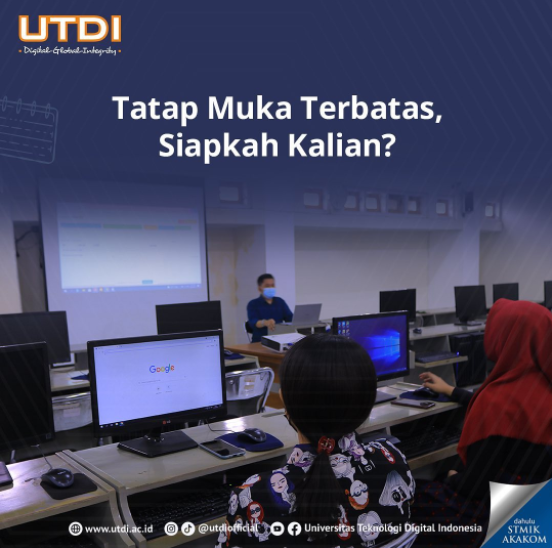 UTDI
• Digital-Global-Integrity •
Tatap Muka Terbatas,
Siapkah Kalian?
Google
www.utdi.ac.id
@utdiofficial
Universitas Teknologi Digital Indonesia
dahulu
STMIK
AKAKOM